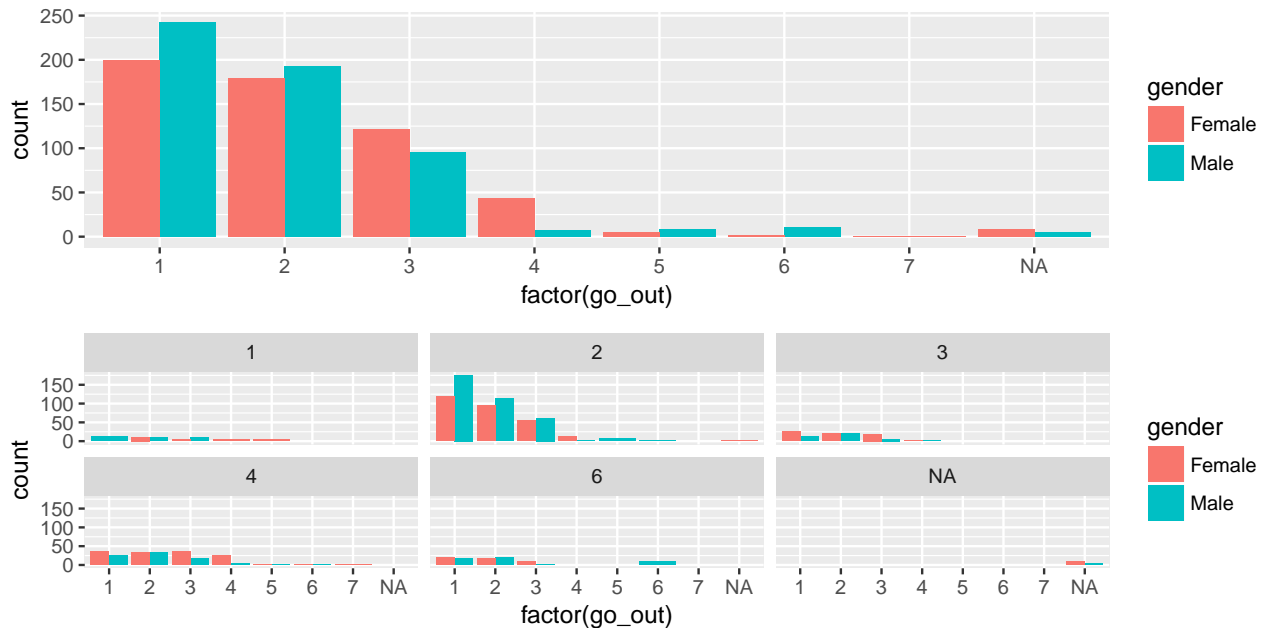 250
200
150
100
50
0
count
1 2 3 4 5 6 7 NA
factor(go_out)
gender
Female
Male
1 2 3
150
100
50
0
4 6 NA
150
100
50
0
count
1 2 3 4 5 6 7 NA 1 2 3 4 5 6 7 NA 1 2 3 4 5 6 7 NA
factor(go_out)
gender
Female
Male